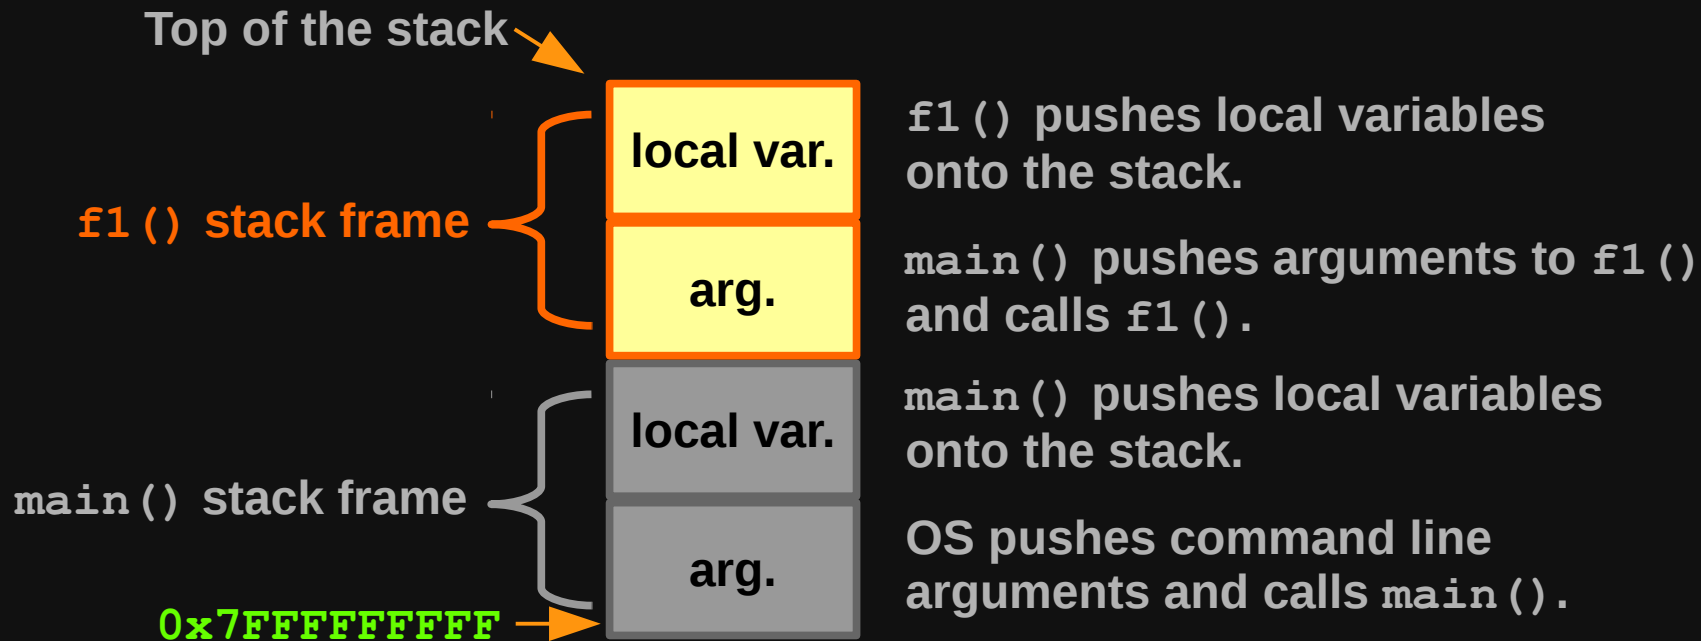 Top of the stack
local var.
f1() pushes local variables
onto the stack.
f1() stack frame
arg.
main() pushes arguments to f1()
and calls f1().
local var.
main() pushes local variables
onto the stack.
main() stack frame
arg.
OS pushes command line
arguments and calls main().
0x7FFFFFFFFF